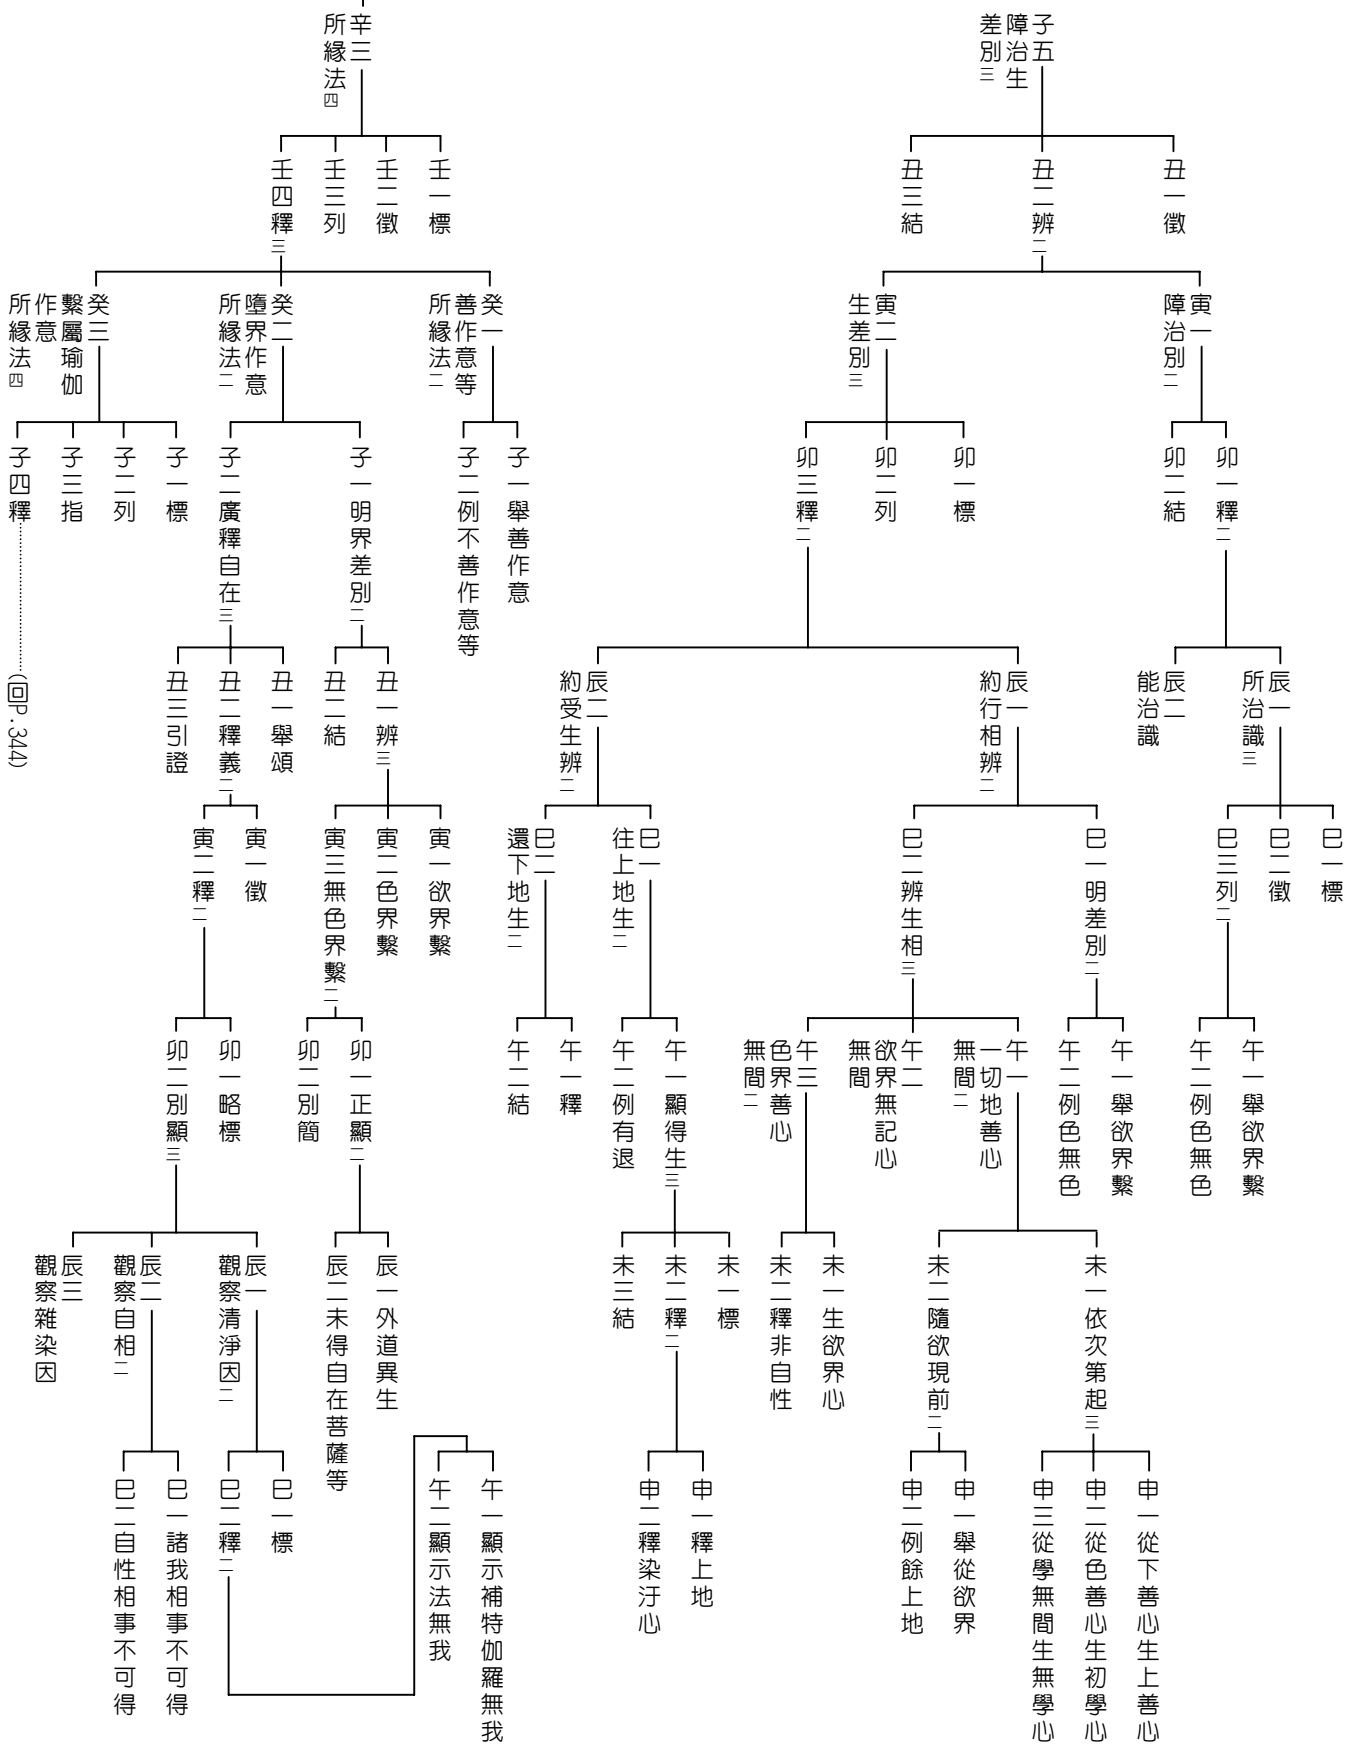 子五
障治生
差別三
丑一徵
丑二辨二
丑三結
寅一
障治別二
寅二
生差別三
卯一釋二
卯二結
卯一標
卯二列
卯三釋二
辰一
所治識三
辰二
能治識
辰一
約行相辨二
辰二
約受生辨二
巳一標
巳二徵
巳三列二
巳一明差別二
巳二辨生相三
巳一
往上地生二
巳二
還下地生二
午一舉欲界繫
午二例色無色
午一舉欲界繫
午二例色無色
午一
一切地善心
無間二
午二
欲界無記心
無間
午三
色界善心
無間二
午一顯得生三
午二例有退
午一釋
午二結
未一依次第起三
未二隨欲現前二
未一生欲界心
未二釋非自性
未一標
未二釋二
未三結
申一從下善心生上善心
申二從色善心生初學心
申三從學無間生無學心
申一舉從欲界
申二例餘上地
申一釋上地
申二釋染汙心
辛三
所緣法四
壬一標
壬二徵
壬三列
壬四釋三
癸一
善作意等
所緣法二
癸二
墮界作意
所緣法二
癸三
繫屬瑜伽
作意
所緣法四
子一舉善作意
子二例不善作意等
子一明界差別二
子二廣釋自在三
子一標
子二列
子三指
子四釋………………(回P.344)
丑一辨三
丑二結
丑一舉頌
丑二釋義二
丑三引證
寅一欲界繫
寅二色界繫
寅三無色界繫二
寅一徵
寅二釋二
卯一正顯二
卯二別簡
卯一略標
卯二別顯三
辰一外道異生
辰二未得自在菩薩等
辰一
觀察清淨因二
辰二
觀察自相二
辰三
觀察雜染因
巳一標
巳二釋二
巳一諸我相事不可得
巳二自性相事不可得
午一顯示補特伽羅無我
午二顯示法無我